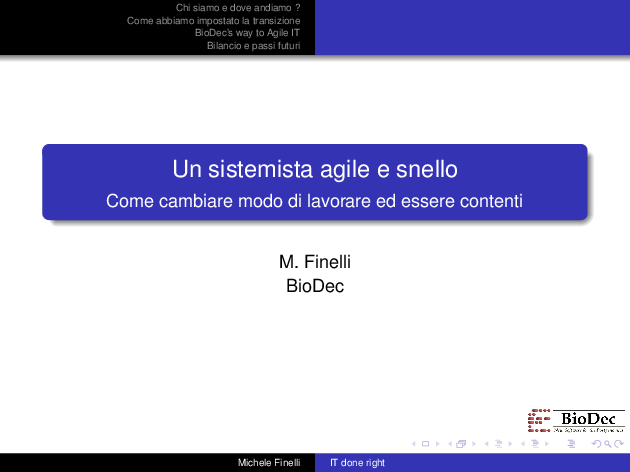 Chi siamo e dove andiamo ?
Come abbiamo impostato la transizione
BioDec's way to Agile IT
Bilancio e passi futuri
Un sistemista agile e snello
Come cambiare modo di lavorare ed essere contenti
M. Finelli
BioDec
BioDec
Michele Finelli
IT done right